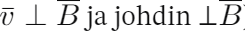 v̄ ⊥ B̅ ja johdin ⊥B̅